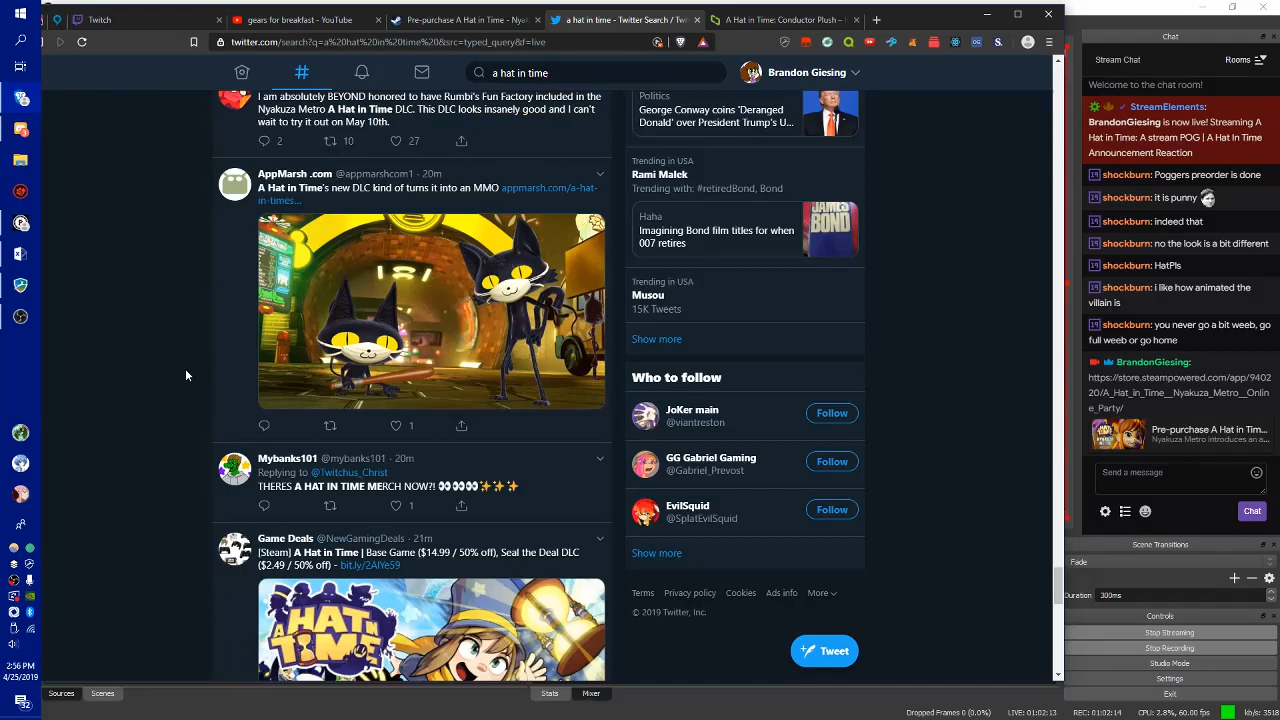 Twitch
gears for breakfast - YouTube
Pre-purchase A Hat in Time - Nyak
a hat in time - Twitter Search / Tw
A Hat in Time: Conductor Plush –
twitter.com/search?q=a%20hat%20in%20time%20&src=typed_query&f=live
a hat in time
Brandon Giesing
I am absolutely BEYOND honored to have Rumbi's Fun Factory included in the
Nyakuza Metro A Hat in Time DLC. This DLC looks insanely good and I can't
wait to try it out on May 10th.
2 10 27
AppMarsh .com @appmarshcom1 · 20m
A Hat in Time's new DLC kind of turns it into an MMO appmarsh.com/a-hat-
in-times...
1
Mybanks101 @mybanks101 · 20m
Replying to @Twitchus_Christ
THERES A HAT IN TIME MERCH NOW?! 👀👀👀👀✨✨✨
1
Game Deals @NewGamingDeals · 21m
[Steam] A Hat in Time | Base Game ($14.99 / 50% off), Seal the Deal DLC
($2.49 / 50% off) - bit.ly/2AlYe59
A HAT IN TIME
Politics
George Conway coins 'Deranged
Donald' over President Trump's U...
Trending in USA
Rami Malek
Trending with: #retiredBond, Bond
Haha
Imagining Bond film titles for when
007 retires
JAMES
BOND
Trending in USA
Musou
15K Tweets
Show more
Who to follow
JoKer main
@viantreston
Follow
GG Gabriel Gaming
@Gabriel_Prevost
Follow
EvilSquid
@SplatEvilSquid
Follow
Show more
Terms Privacy policy Cookies Ads info More
© 2019 Twitter, Inc.
Tweet
Chat
Stream Chat
Rooms
Welcome to the chat room!
StreamElements:
BrandonGiesing is now live! Streaming A
Hat in Time: A stream POG | A Hat In Time
Announcement Reaction
shockburn: Poggers preorder is done
shockburn: it is punny
shockburn: indeed that
shockburn: no the look is a bit different
shockburn: HatPls
shockburn: i like how animated the
villain is
shockburn: you never go a bit weeb, go
full weeb or go home
BrandonGiesing:
https://store.steampowered.com/app/9402
20/A_Hat_in_Time__Nyakuza_Metro__Onlin
e_Party/
Pre-purchase A Hat in Tim...
Nyakuza Metro introduces an a...
Send a message
Chat
Scene Transitions
Fade
Duration 300ms
Controls
Stop Streaming
Stop Recording
Studio Mode
Settings
Exit
2:56 PM
4/25/2019
32
Sources Scenes
Stats Mixer
Dropped Frames 0 (0.0%) LIVE: 01:02:13 REC: 01:02:14 CPU: 2.8%, 60.00 fps kb/s: 3518